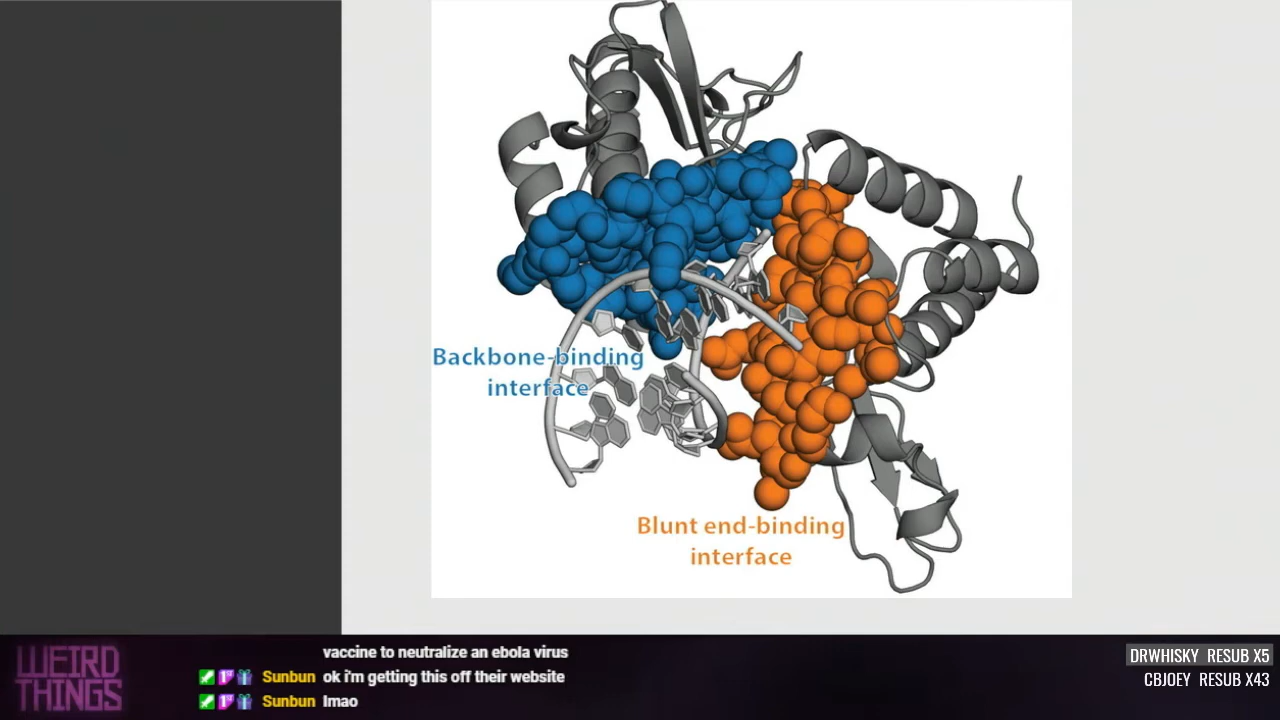 Backbone-binding
interface
Blunt end-binding
interface
WEIRD
THINGS
vaccine to neutralize an ebola virus
Sunbun ok i'm getting this off their website
Sunbun lmao
DRWHISKY RESUB X5
CBJOEY RESUB X43